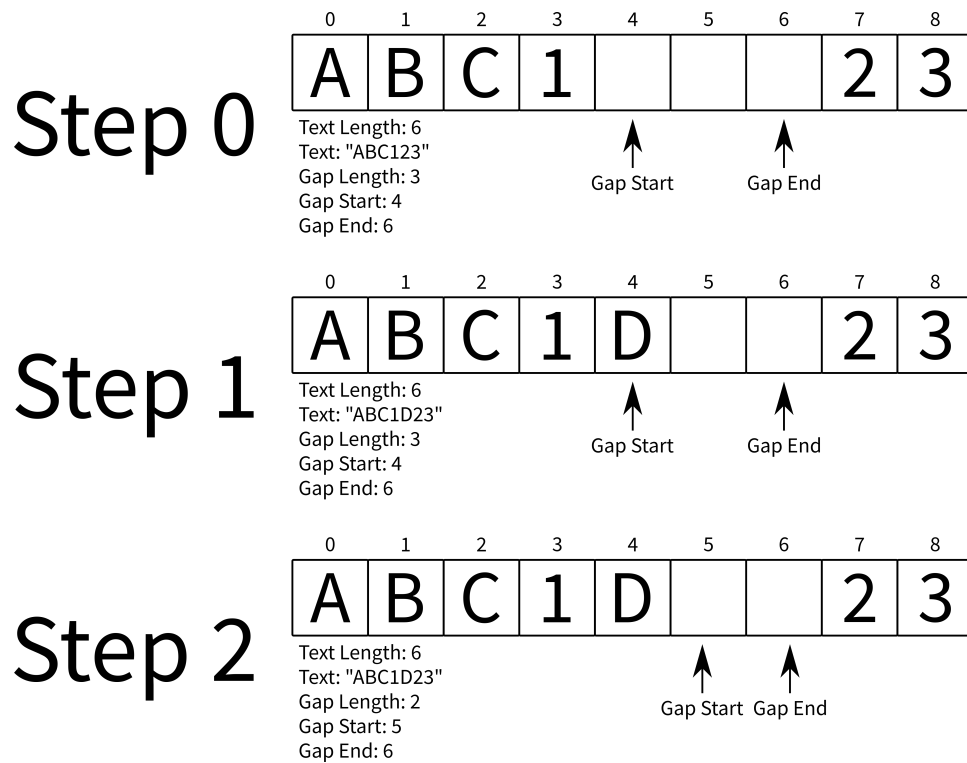 0 1 2 3 4 5 6 7 8
A B C 1 2 3
Step 0
Text Length: 6
Text: "ABC123"
Gap Length: 3
Gap Start: 4
Gap End: 6
Gap Start Gap End
0 1 2 3 4 5 6 7 8
A B C 1 D 2 3
Step 1
Text Length: 6
Text: "ABC1D23"
Gap Length: 3
Gap Start: 4
Gap End: 6
Gap Start Gap End
0 1 2 3 4 5 6 7 8
A B C 1 D 2 3
Step 2
Text Length: 6
Text: "ABC1D23"
Gap Length: 2
Gap Start: 5
Gap End: 6
Gap Start Gap End